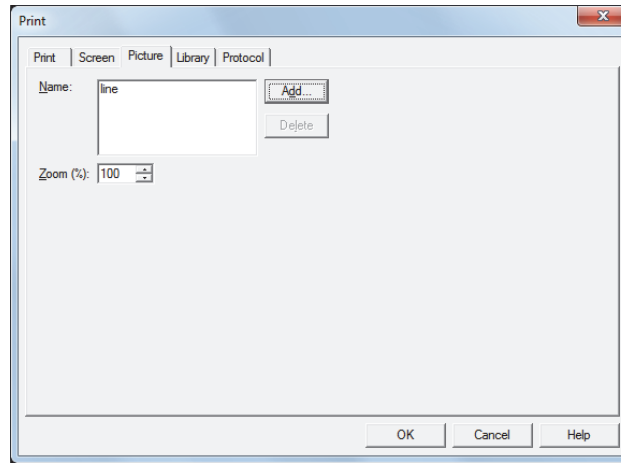 Print
Print Screen Picture Library Protocol
Name: line Add...
Delete
Zoom (%): 100
OK Cancel Help